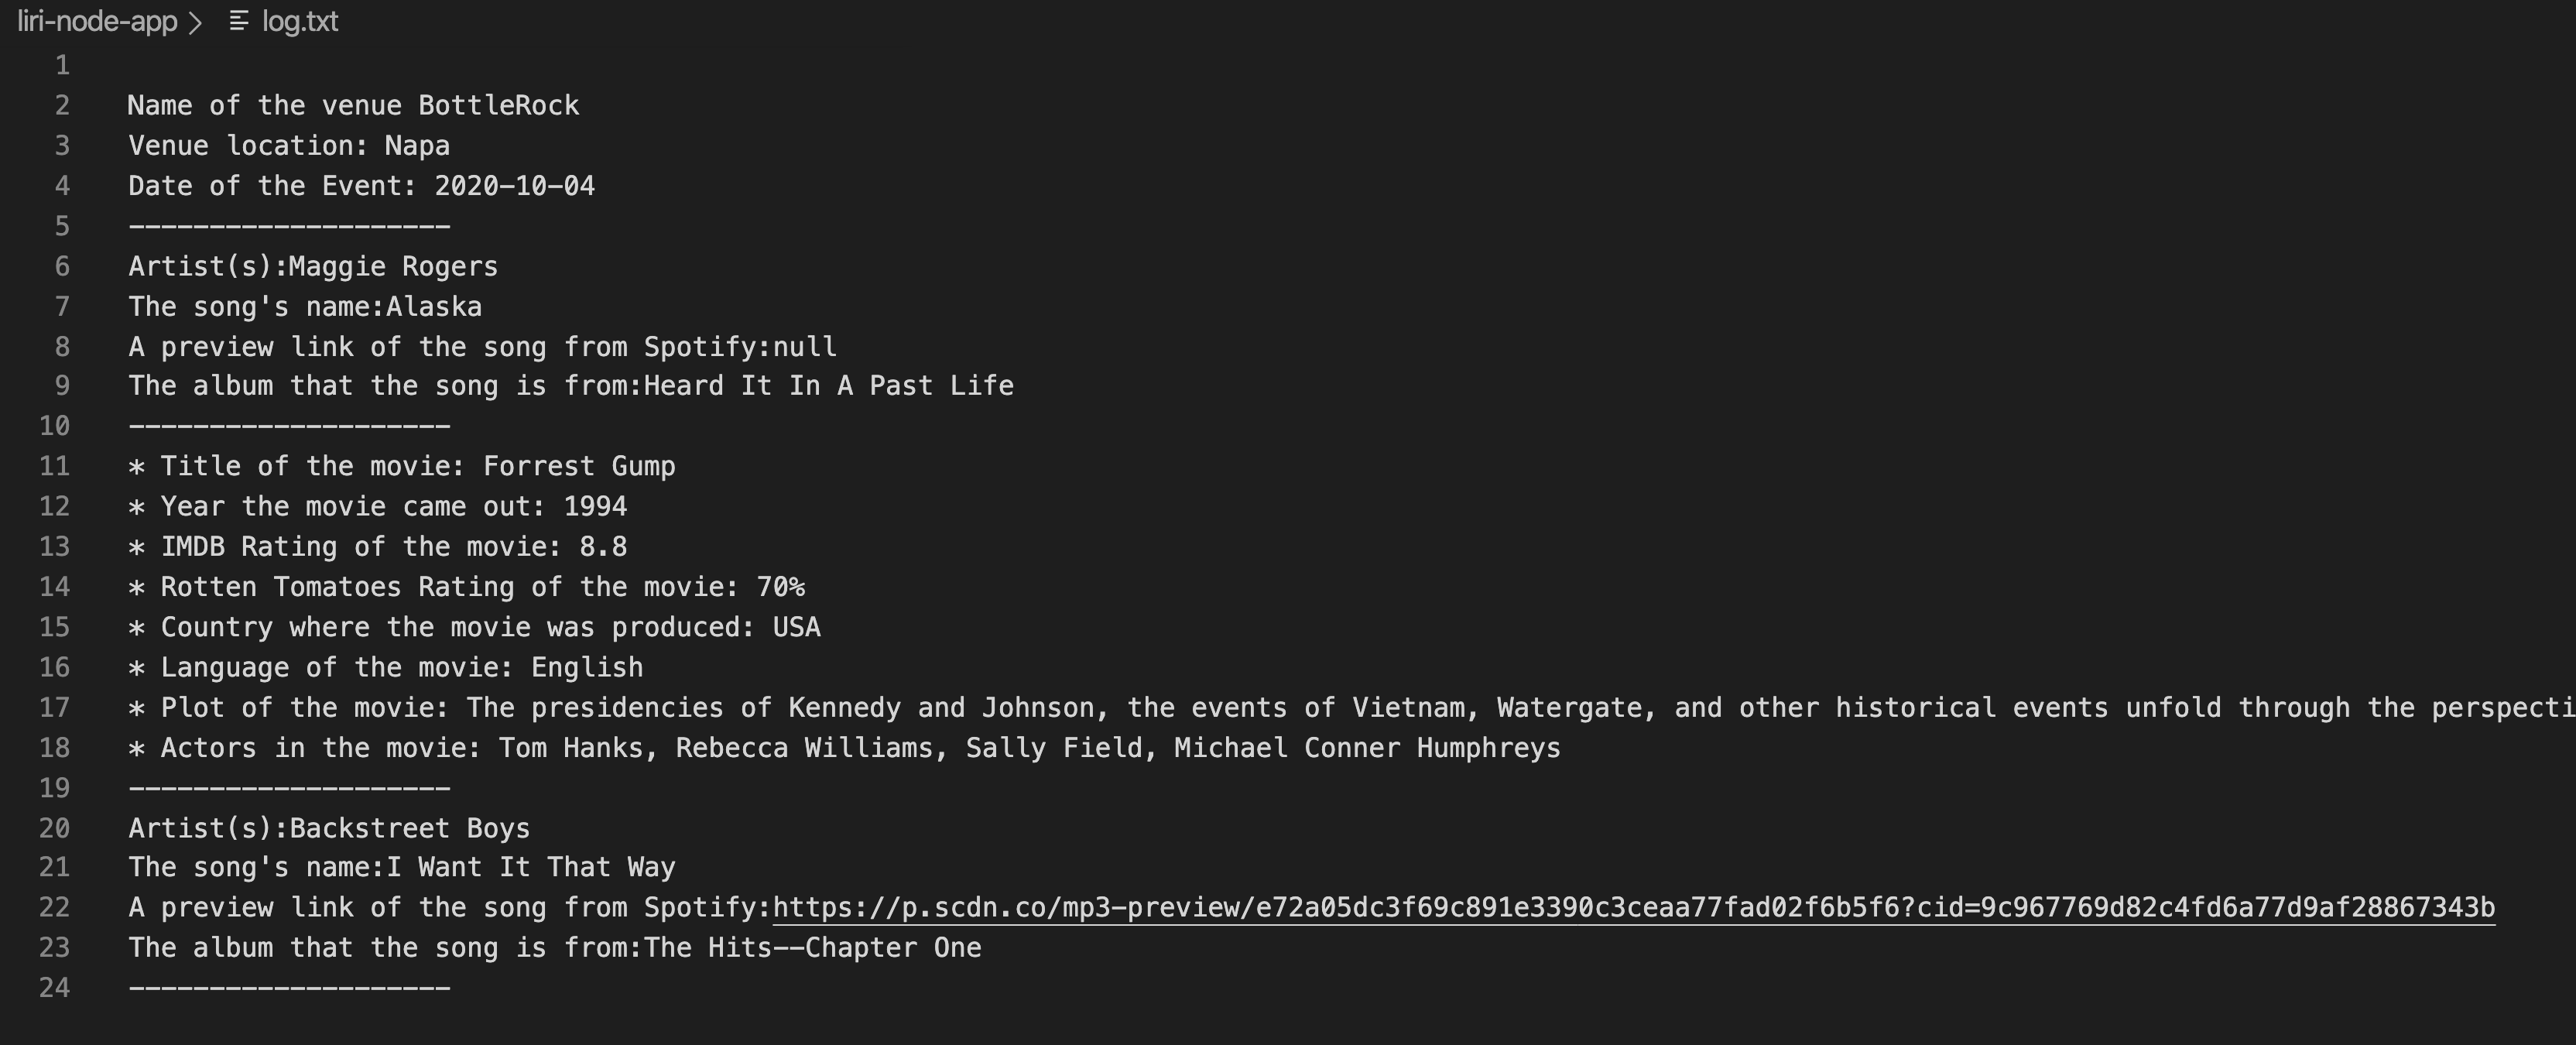 liri-node-app > log.txt
1
2 Name of the venue BottleRock
3 Venue location: Napa
4 Date of the Event: 2020-10-04
5 --------------------
6 Artist(s):Maggie Rogers
7 The song's name:Alaska
8 A preview link of the song from Spotify:null
9 The album that the song is from:Heard It In A Past Life
10 --------------------
11 * Title of the movie: Forrest Gump
12 * Year the movie came out: 1994
13 * IMDB Rating of the movie: 8.8
14 * Rotten Tomatoes Rating of the movie: 70%
15 * Country where the movie was produced: USA
16 * Language of the movie: English
17 * Plot of the movie: The presidencies of Kennedy and Johnson, the events of Vietnam, Watergate, and other historical events unfold through the perspecti
18 * Actors in the movie: Tom Hanks, Rebecca Williams, Sally Field, Michael Conner Humphreys
19 --------------------
20 Artist(s):Backstreet Boys
21 The song's name:I Want It That Way
22 A preview link of the song from Spotify:https://p.scdn.co/mp3-preview/e72a05dc3f69c891e3390c3ceaa77fad02f6b5f6?cid=9c967769d82c4fd6a77d9af28867343b
23 The album that the song is from:The Hits--Chapter One
24 --------------------